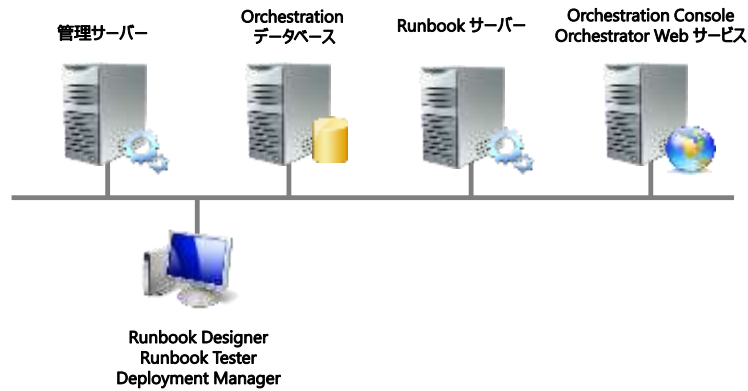 管理サーバー
Orchestration
データベース
Runbook サーバー
Orchestration Console
Orchestrator Web サービス
Runbook Designer
Runbook Tester
Deployment Manager